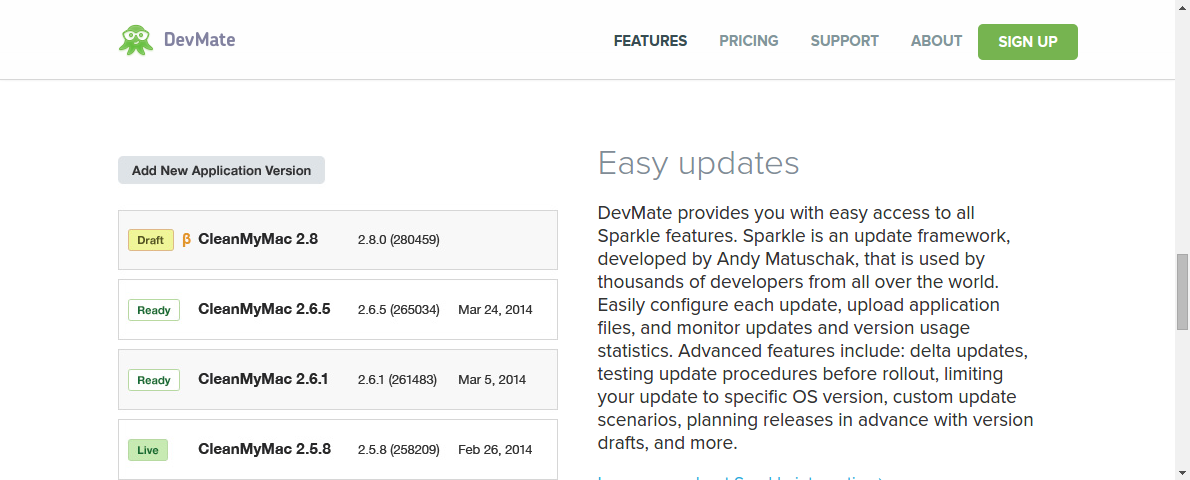 DevMate
FEATURES PRICING SUPPORT ABOUT SIGN UP
Add New Application Version
Draft β CleanMyMac 2.8 2.8.0 (280459)
Ready CleanMyMac 2.6.5 2.6.5 (265034) Mar 24, 2014
Ready CleanMyMac 2.6.1 2.6.1 (261483) Mar 5, 2014
Live CleanMyMac 2.5.8 2.5.8 (258209) Feb 26, 2014
Easy updates
DevMate provides you with easy access to all
Sparkle features. Sparkle is an update framework,
developed by Andy Matuschak, that is used by
thousands of developers from all over the world.
Easily configure each update, upload application
files, and monitor updates and version usage
statistics. Advanced features include: delta updates,
testing update procedures before rollout, limiting
your update to specific OS version, custom update
scenarios, planning releases in advance with version
drafts, and more.